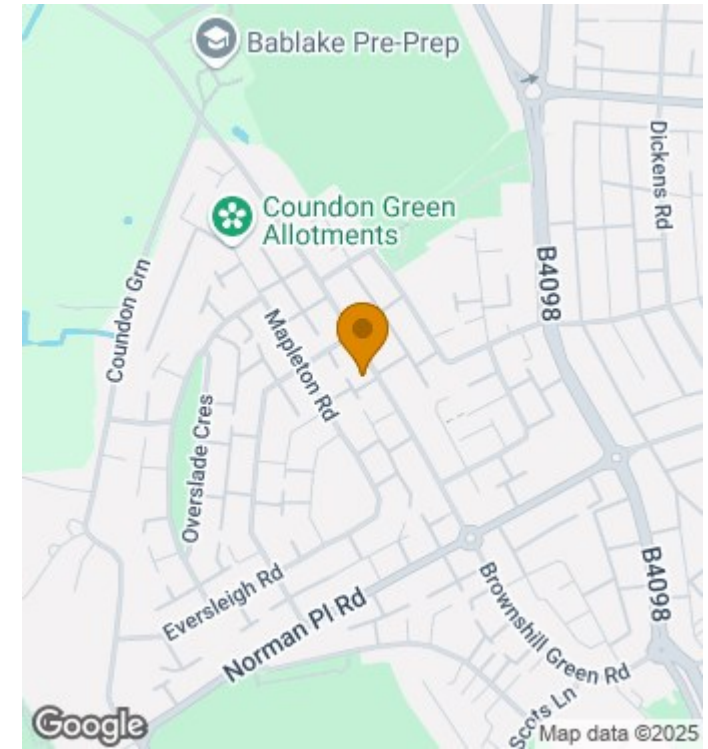 Bablake Pre-Prep
Dickens Rd
Coundon Green
Allotments
B4098
Coundon Grn
Mapleton Rd
Overslade Cres
Eversleigh Rd
Norman Pl Rd
Brownshill Green Rd
B4098
Scots Ln
Google
Map data ©2025